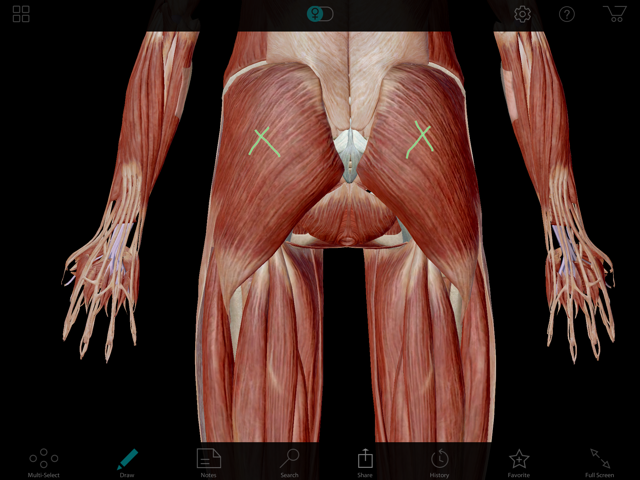 X X
Multi-Select Draw Notes Search Share History Favorite Full Screen